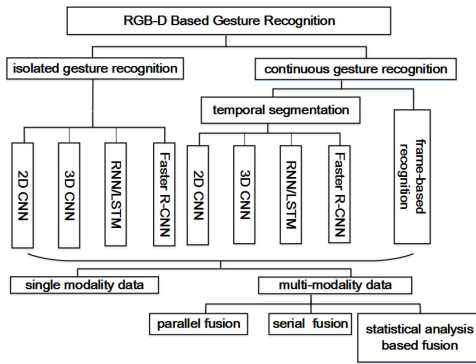 RGB-D Based Gesture Recognition
isolated gesture recognition
continuous gesture recognition
temporal segmentation
2D CNN
3D CNN
RNN/LSTM
Faster R-CNN
2D CNN
3D CNN
RNN/LSTM
Faster R-CNN
frame-based
recognition
single modality data
multi-modality data
parallel fusion
serial fusion
statistical analysis
based fusion